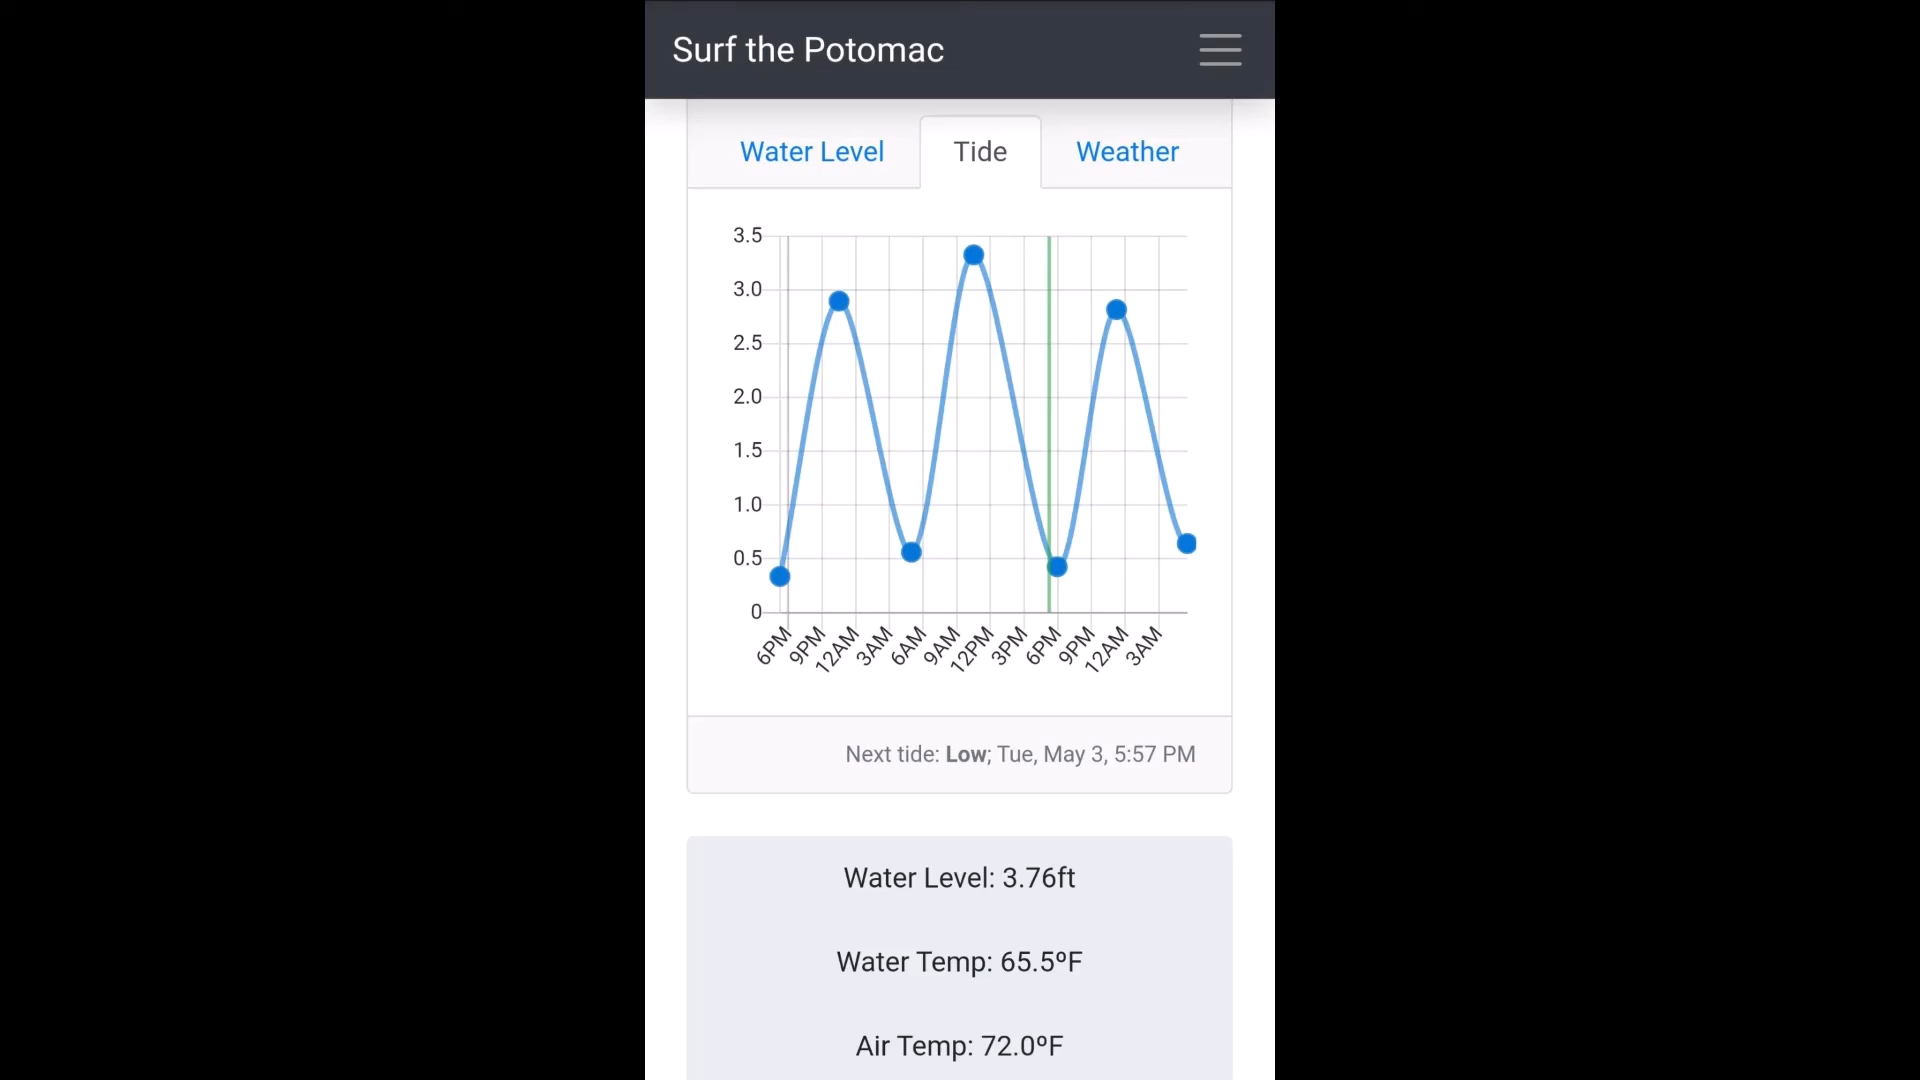 Surf the Potomac
Water Level Tide Weather
3.5
3.0
2.5
2.0
1.5
1.0
0.5
0
6PM 9PM 12AM 3AM 6AM 9AM 12PM 3PM 6PM 9PM 12AM 3AM
Next tide: Low; Tue, May 3, 5:57 PM
Water Level: 3.76ft
Water Temp: 65.5ºF
Air Temp: 72.0ºF